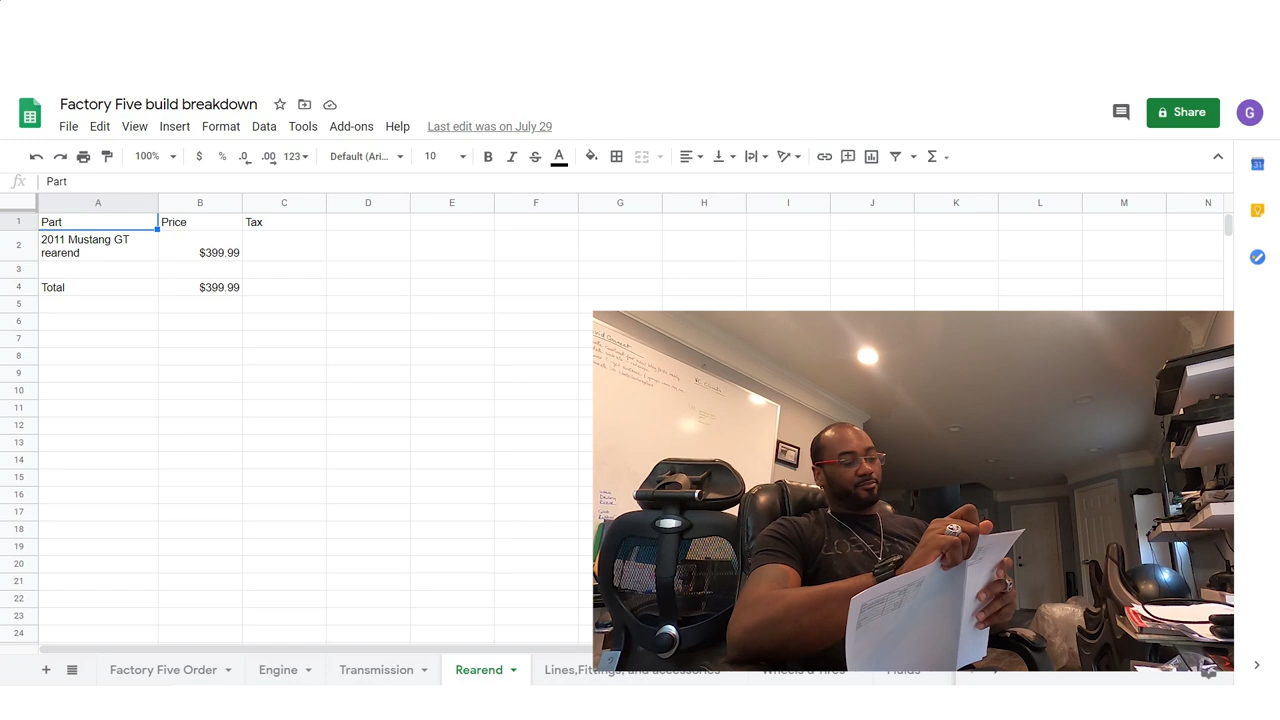 Factory Five build breakdown
File Edit View Insert Format Data Tools Add-ons Help Last edit was on July 29
Share G
100% $ % .0 .00 123 Default (Ari... 10 B I S A Σ
fx Part
A B C D E F G H I J K L M N
1 Part Price Tax
2 2011 Mustang GT
rearend $399.99
3
4 Total $399.99
5
6
7
8
9
10
11
12
13
14
15
16
17
18
19
20
21
22
23
24
31
+ Factory Five Order Engine Transmission Rearend Lines,Fittings, and accessories Wheels & Tires Fluids